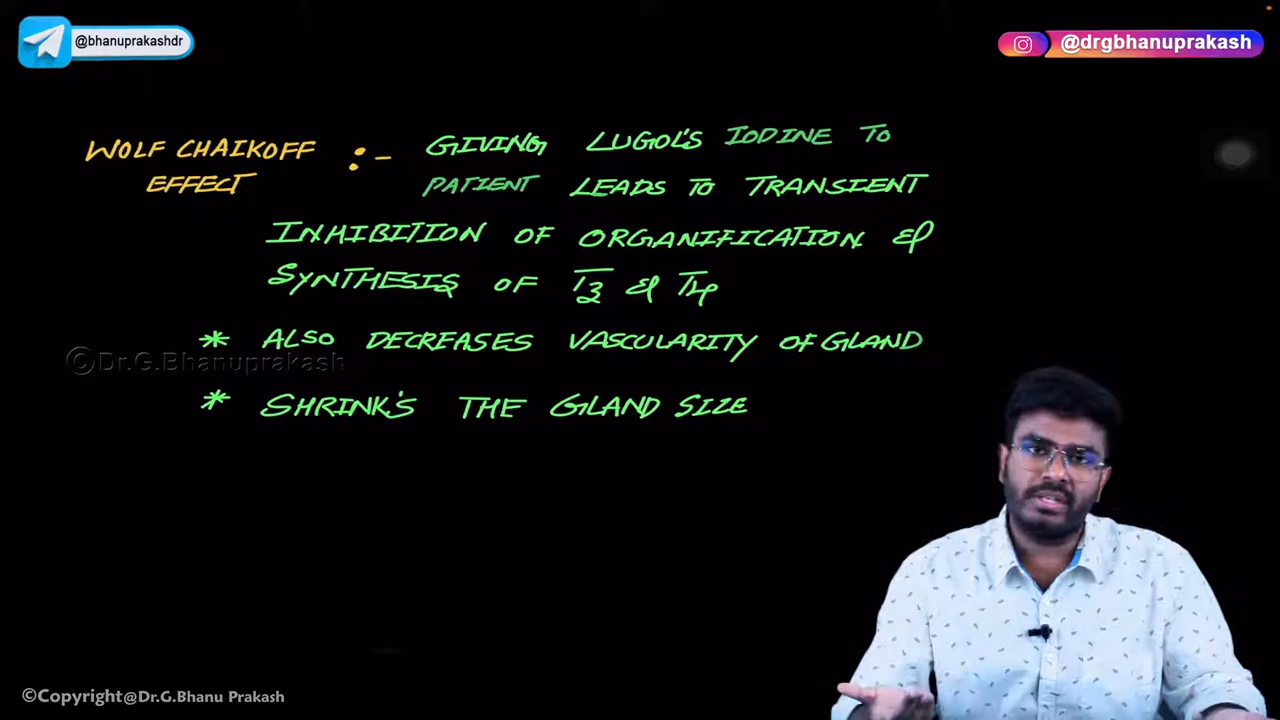 @bhanuprakashdr
@drgbhanuprakash
WOLF CHAIKOFF :- GIVING LUGOL'S IODINE TO
EFFECT PATIENT LEADS TO TRANSIENT
INHIBITION OF ORGANIFICATION &
SYNTHESIS OF T3 & T4
* ALSO DECREASES VASCULARITY OF GLAND
©Dr.G.Bhanuprakash
* SHRINK'S THE GLAND SIZE
©Copyright@Dr.G.Bhanu Prakash